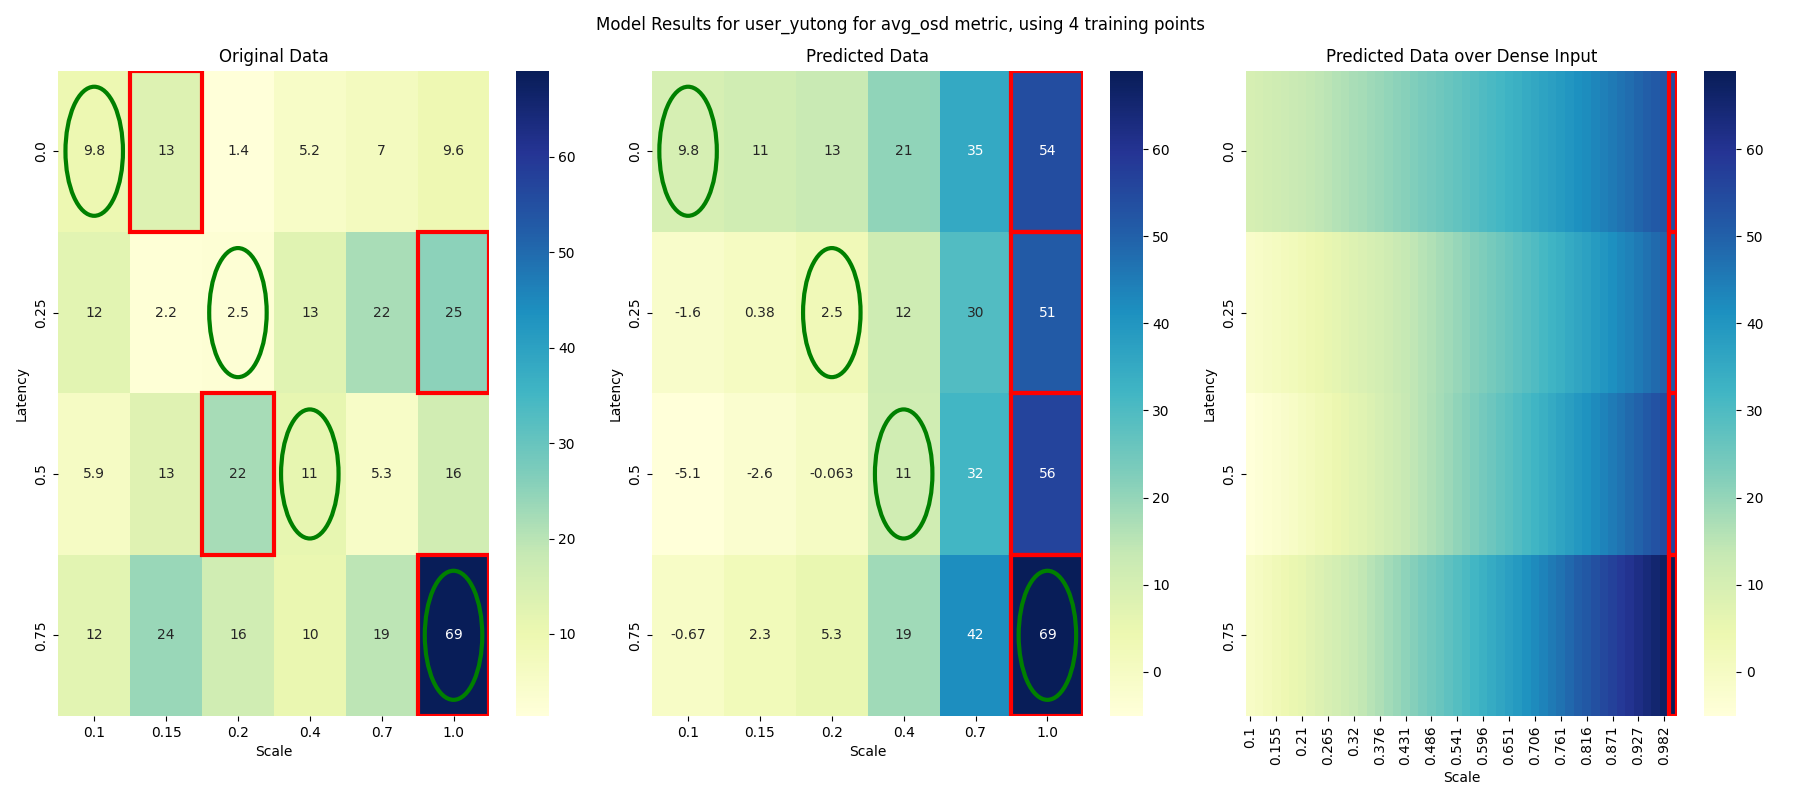 Model Results for user_yutong for avg_osd metric, using 4 training points
Original Data
Latency
0.0 9.8 13 1.4 5.2 7 9.6
0.25 12 2.2 2.5 13 22 25
0.5 5.9 13 22 11 5.3 16
0.75 12 24 16 10 19 69
0.1 0.15 0.2 0.4 0.7 1.0
Scale
60
50
40
30
20
10
Predicted Data
Latency
0.0 9.8 11 13 21 35 54
0.25 -1.6 0.38 2.5 12 30 51
0.5 -5.1 -2.6 -0.063 11 32 56
0.75 -0.67 2.3 5.3 19 42 69
0.1 0.15 0.2 0.4 0.7 1.0
Scale
60
50
40
30
20
10
0
Predicted Data over Dense Input
Latency
0.0
0.25
0.5
0.75
0.1 0.155 0.21 0.265 0.32 0.376 0.431 0.486 0.541 0.596 0.651 0.706 0.761 0.816 0.871 0.927 0.982
Scale
60
50
40
30
20
10
0